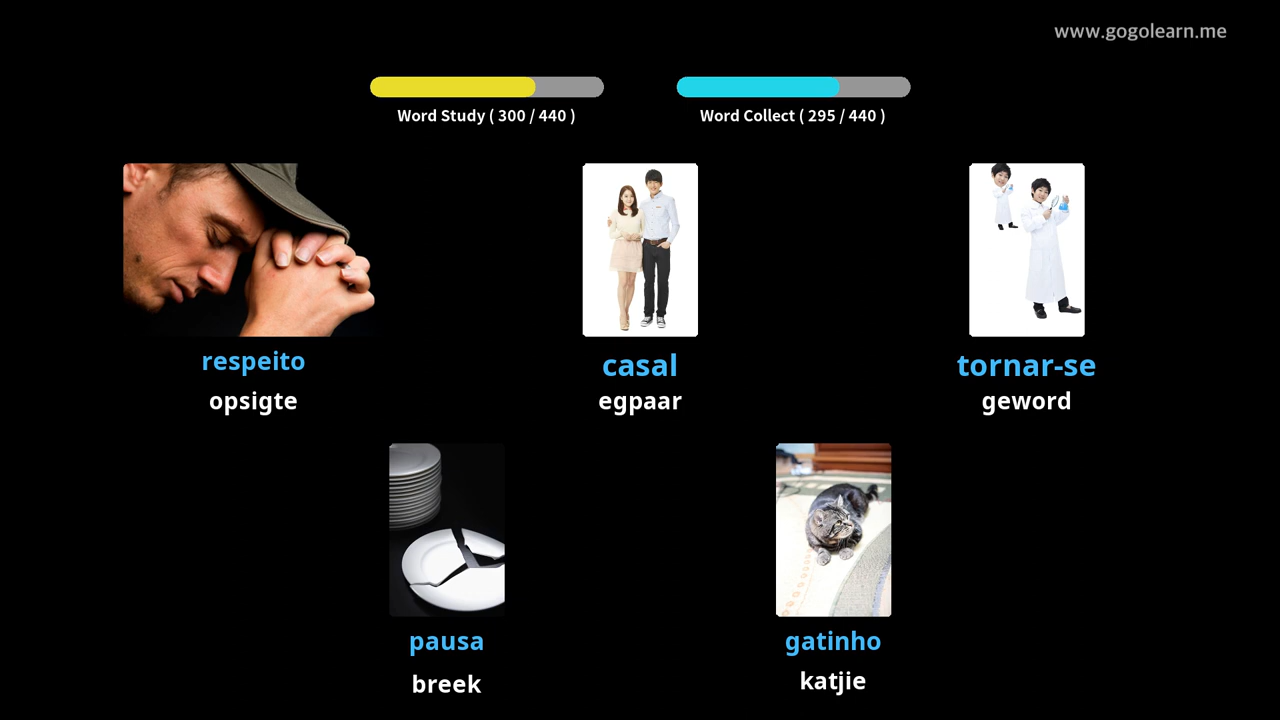 www.gogolearn.me
Word Study ( 300 / 440 )
Word Collect ( 295 / 440 )
respeito
opsigte
casal
egpaar
tornar-se
geword
pausa
breek
gatinho
katjie